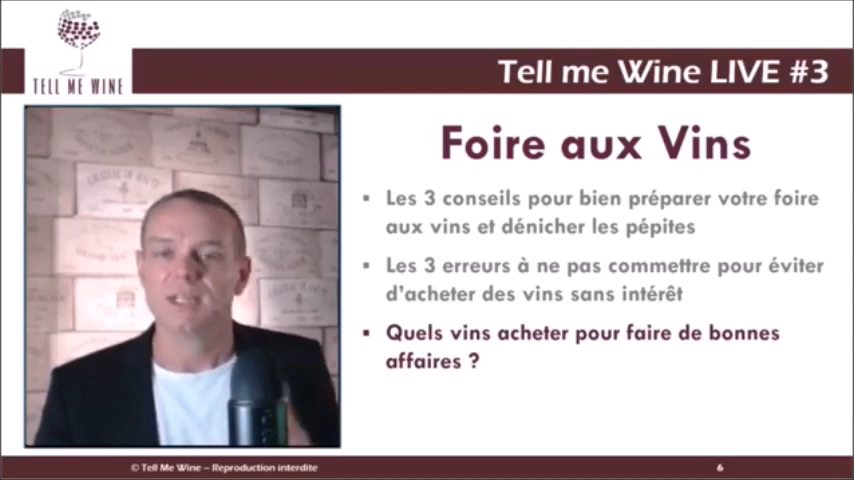 TELL ME WINE
Tell me Wine LIVE #3
Foire aux Vins
▪ Les 3 conseils pour bien préparer votre foire
aux vins et dénicher les pépites
▪ Les 3 erreurs à ne pas commettre pour éviter
d'acheter des vins sans intérêt
▪ Quels vins acheter pour faire de bonnes
affaires ?
© Tell Me Wine – Reproduction interdite
6